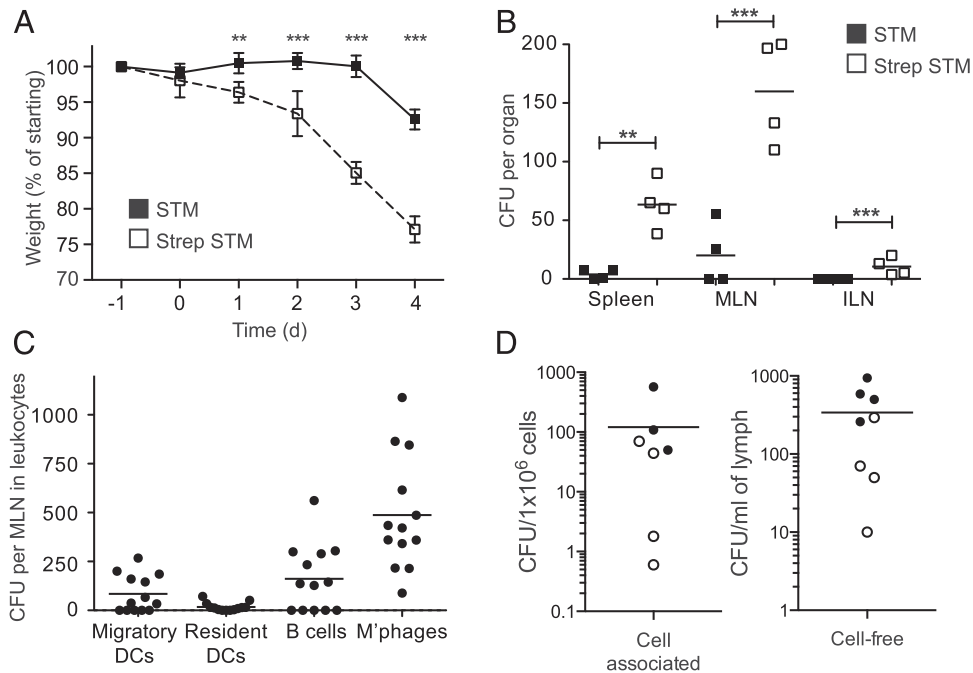 A
Weight (% of starting)
100
95
90
85
80
75
70
** *** *** ***
STM
Strep STM
-1 0 1 2 3 4
Time (d)
B
CFU per organ
200
150
100
50
0
**
***
***
STM
Strep STM
Spleen MLN ILN
C
CFU per MLN in leukocytes
1000
750
500
250
0
Migratory Resident B cells M'phages
DCs DCs
D
CFU/1x10⁶ cells
1000
100
10
1
0.1
Cell
associated
CFU/ml of lymph
1000
100
10
1
Cell-free